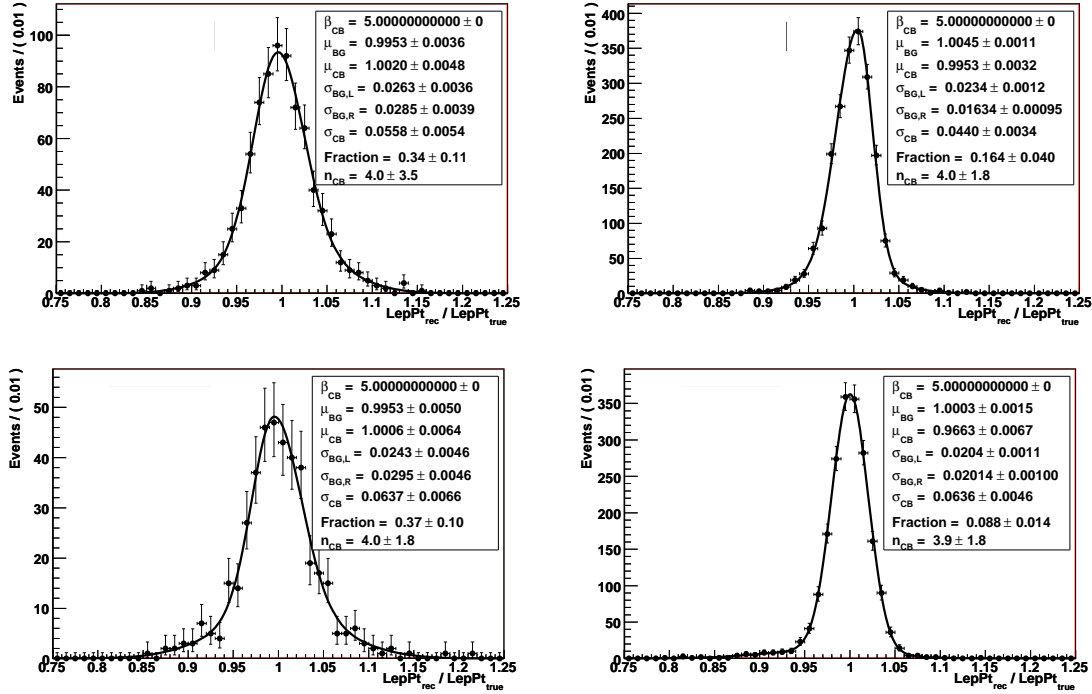 Events / ( 0.01 )
100
80
60
40
20
0
β_CB = 5.00000000000 ± 0
μ_BG = 0.9953 ± 0.0036
μ_CB = 1.0020 ± 0.0048
σ_BG,L = 0.0263 ± 0.0036
σ_BG,R = 0.0285 ± 0.0039
σ_CB = 0.0558 ± 0.0054
Fraction = 0.34 ± 0.11
n_CB = 4.0 ± 3.5
0.75 0.8 0.85 0.9 0.95 1 1.05 1.1 1.15 1.2 1.25
LepPt_rec / LepPt_true
Events / ( 0.01 )
400
350
300
250
200
150
100
50
0
β_CB = 5.00000000000 ± 0
μ_BG = 1.0045 ± 0.0011
μ_CB = 0.9953 ± 0.0032
σ_BG,L = 0.0234 ± 0.0012
σ_BG,R = 0.01634 ± 0.00095
σ_CB = 0.0440 ± 0.0034
Fraction = 0.164 ± 0.040
n_CB = 4.0 ± 1.8
0.75 0.8 0.85 0.9 0.95 1 1.05 1.1 1.15 1.2 1.25
LepPt_rec / LepPt_true
Events / ( 0.01 )
50
40
30
20
10
0
β_CB = 5.00000000000 ± 0
μ_BG = 0.9953 ± 0.0050
μ_CB = 1.0006 ± 0.0064
σ_BG,L = 0.0243 ± 0.0046
σ_BG,R = 0.0295 ± 0.0046
σ_CB = 0.0637 ± 0.0066
Fraction = 0.37 ± 0.10
n_CB = 4.0 ± 1.8
0.75 0.8 0.85 0.9 0.95 1 1.05 1.1 1.15 1.2 1.25
LepPt_rec / LepPt_true
Events / ( 0.01 )
350
300
250
200
150
100
50
0
β_CB = 5.00000000000 ± 0
μ_BG = 1.0003 ± 0.0015
μ_CB = 0.9663 ± 0.0067
σ_BG,L = 0.0204 ± 0.0011
σ_BG,R = 0.02014 ± 0.00100
σ_CB = 0.0636 ± 0.0046
Fraction = 0.088 ± 0.014
n_CB = 3.9 ± 1.8
0.75 0.8 0.85 0.9 0.95 1 1.05 1.1 1.15 1.2 1.25
LepPt_rec / LepPt_true